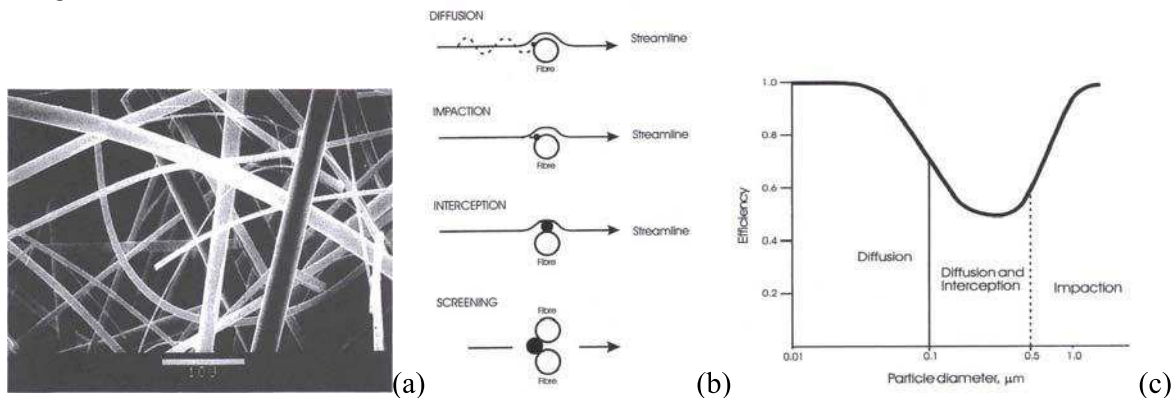 (a)
DIFFUSION
Streamline
Fibre
IMPACTION
Streamline
Fibre
INTERCEPTION
Streamline
Fibre
SCREENING
Fibre
Fibre
(b)
1.0
0.8
0.6
0.4
0.2
Efficiency
Diffusion
Diffusion and
Interception
Impaction
0.01
0.1
0.5
1.0
Particle diameter, µm
(c)